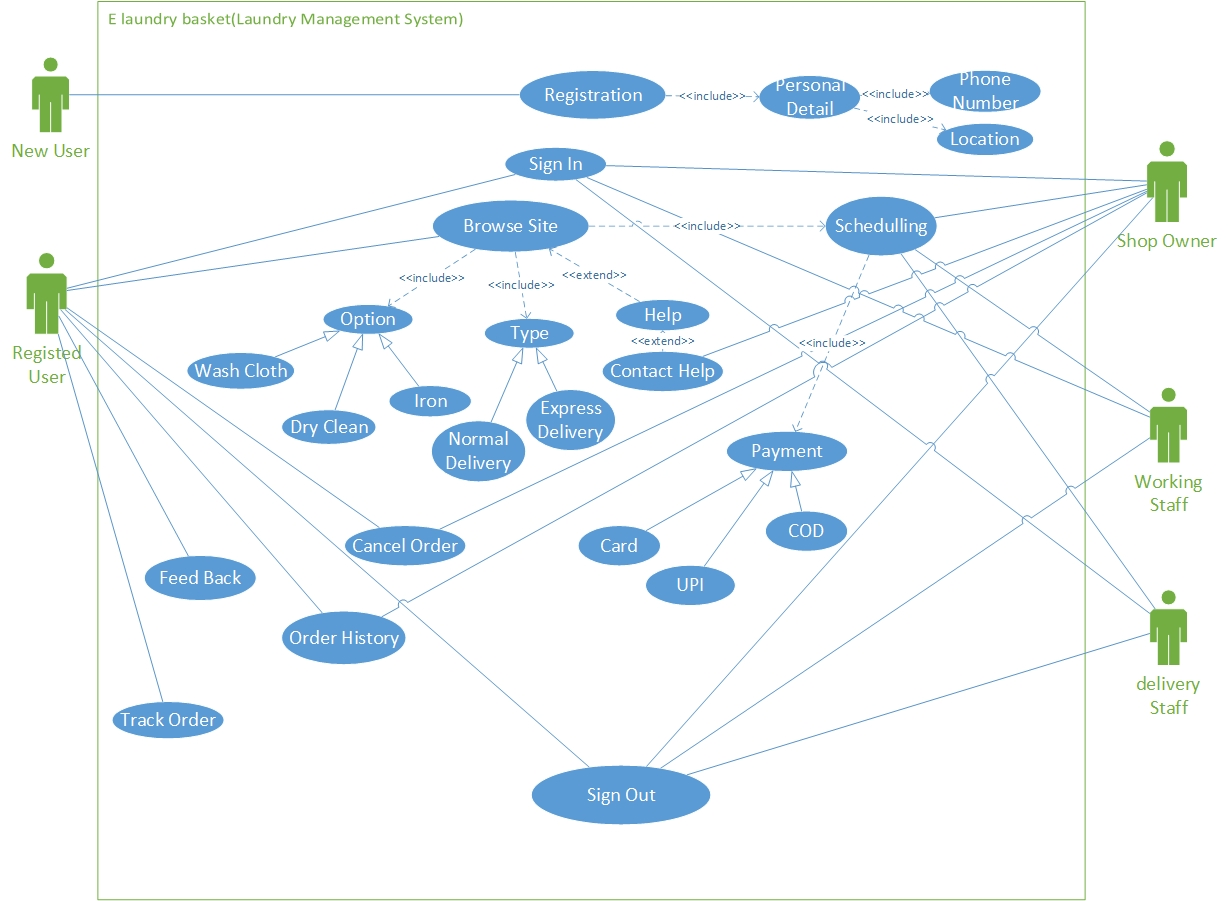 E laundry basket(Laundry Management System)
New User
Registration
<<include>>
Personal
Detail
<<include>>
Phone
Number
<<include>>
Location
Sign In
Shop Owner
Browse Site
<<include>>
Schedulling
<<include>>
<<include>>
<<extend>>
Registed
User
Option
Type
Help
<<extend>>
<<include>>
Wash Cloth
Contact Help
Iron
Dry Clean
Express
Delivery
Normal
Delivery
Payment
Working
Staff
Cancel Order
Card
COD
Feed Back
UPI
Order History
delivery
Staff
Track Order
Sign Out